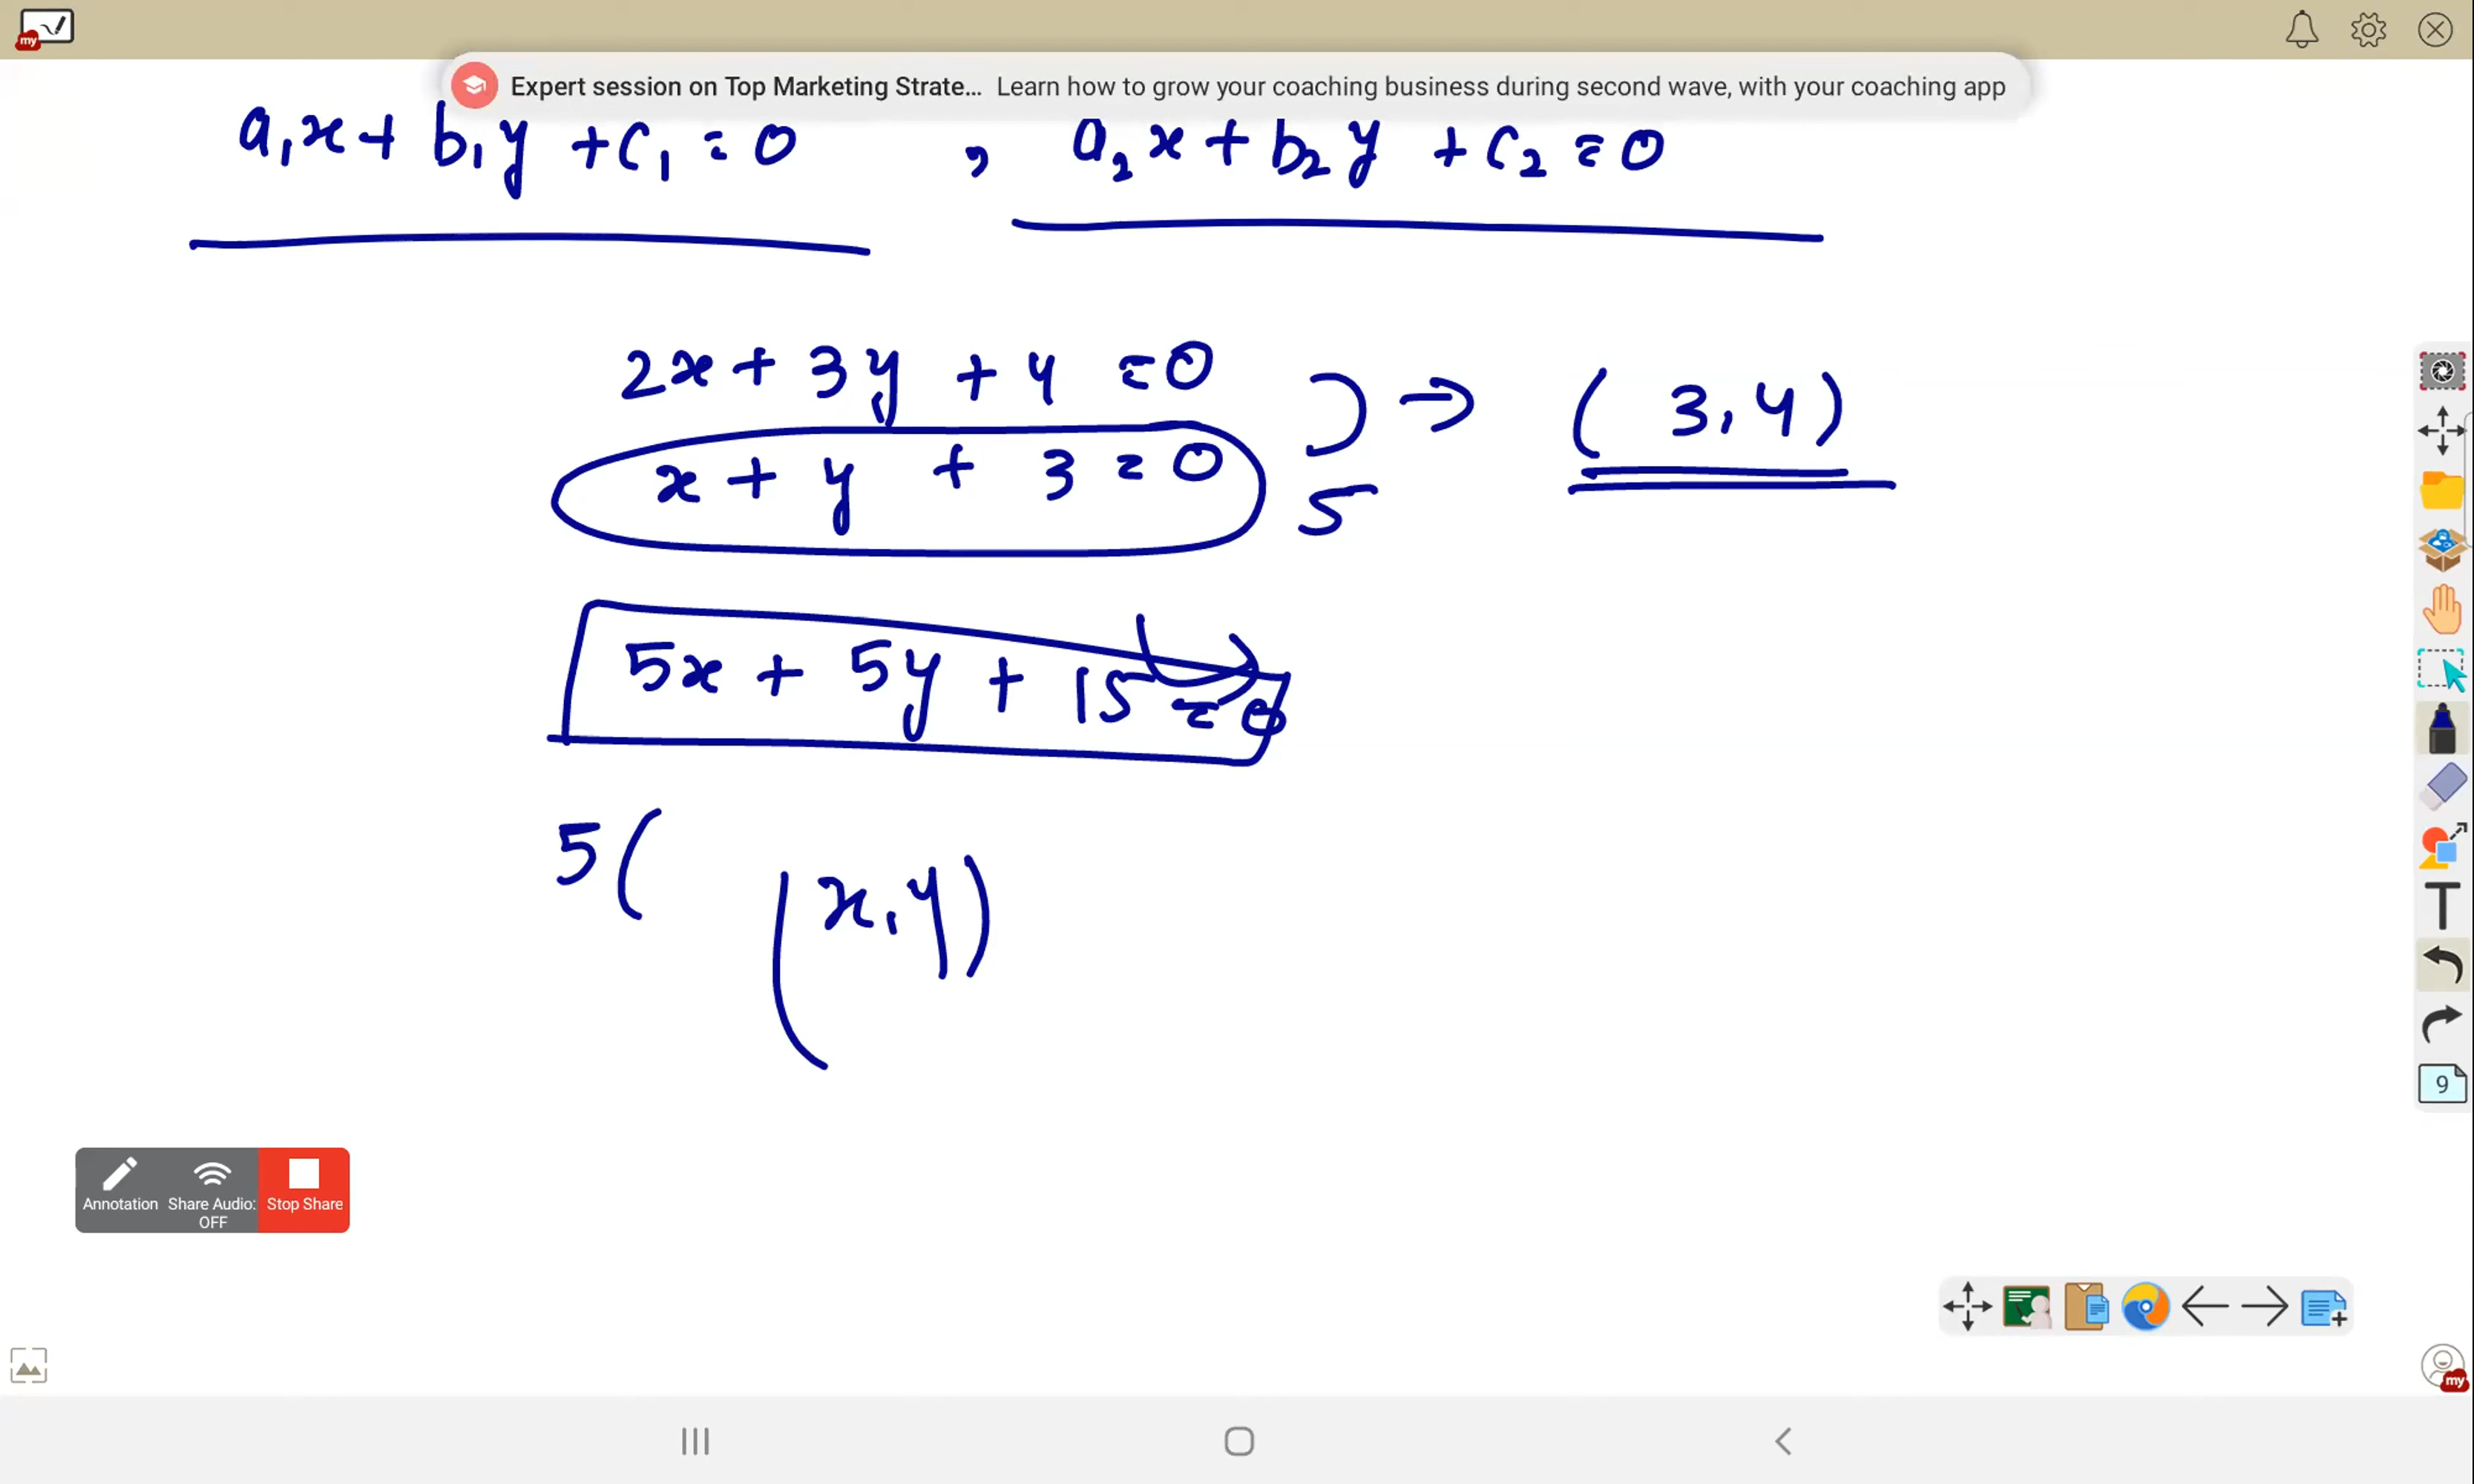 my
Expert session on Top Marketing Strate... Learn how to grow your coaching business during second wave, with your coaching app
a₁x + b₁y + c₁ = 0 , a₂x + b₂y + c₂ = 0
2x + 3y + 4 = 0 ⇒ (3, 4)
x + y + 3 = 0
5
5x + 5y + 15 = 0
5(
(x, y)
T
9
Annotation Share Audio: OFF Stop Share
my